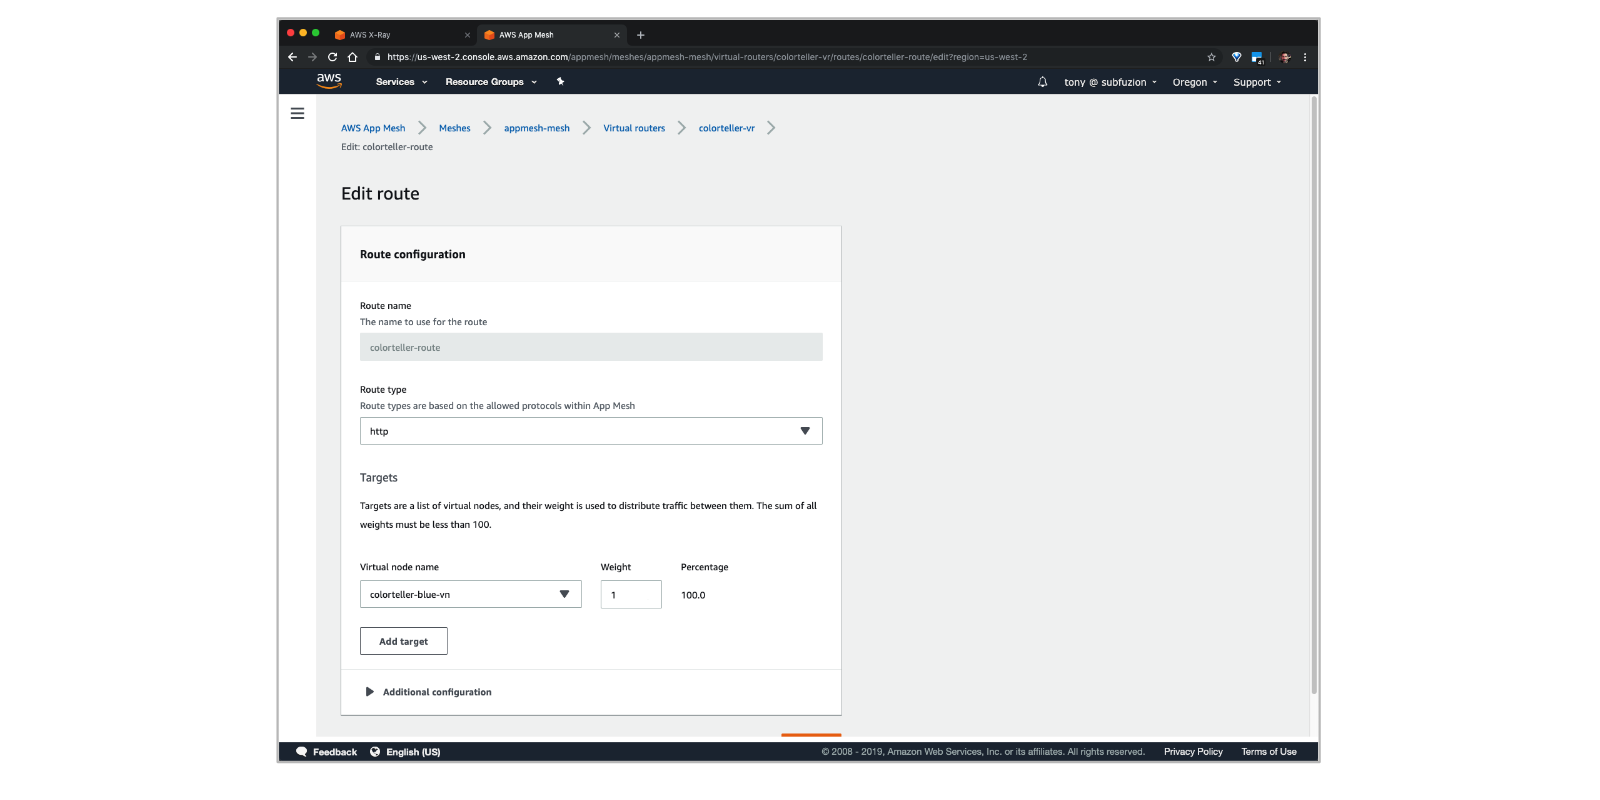 AWS X-Ray
AWS App Mesh
https://us-west-2.console.aws.amazon.com/appmesh/meshes/appmesh-mesh/virtual-routers/colorteller-vr/routes/colorteller-route/edit?region=us-west-2
41
aws Services Resource Groups tony @ subfuzion Oregon Support
AWS App Mesh Meshes appmesh-mesh Virtual routers colorteller-vr
Edit: colorteller-route
Edit route
Route configuration
Route name
The name to use for the route
colorteller-route
Route type
Route types are based on the allowed protocols within App Mesh
http
Targets
Targets are a list of virtual nodes, and their weight is used to distribute traffic between them. The sum of all
weights must be less than 100.
Virtual node name Weight Percentage
colorteller-blue-vn 1 100.0
Add target
Additional configuration
Feedback English (US) © 2008 - 2019, Amazon Web Services, Inc. or its affiliates. All rights reserved. Privacy Policy Terms of Use